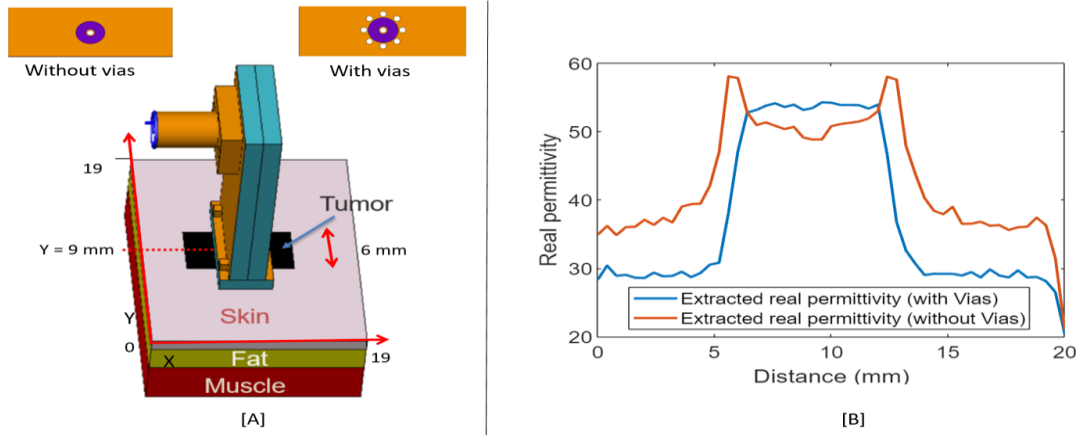 Without vias
With vias
19
Tumor
Y = 9 mm
6 mm
Skin
Y
0
X
Fat
19
Muscle
[A]
60
50
40
30
20
Real permittivity
Extracted real permittivity (with Vias)
Extracted real permittivity (without Vias)
0
5
10
15
20
Distance (mm)
[B]